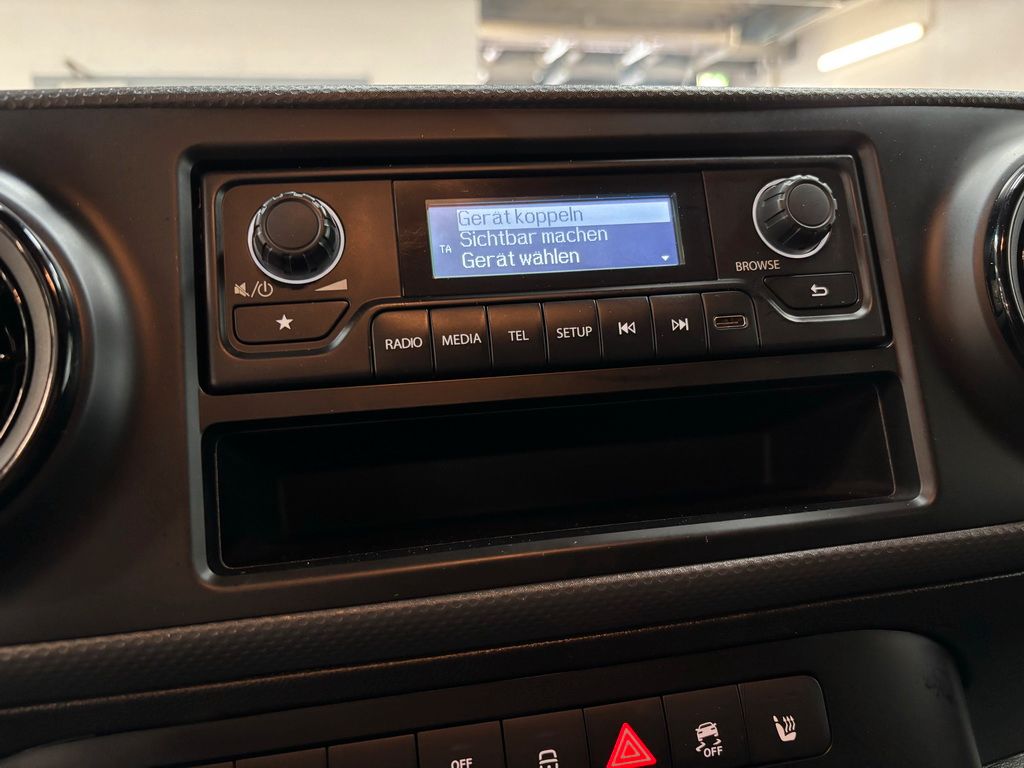 Gerät koppeln
TA Sichtbar machen
Gerät wählen
BROWSE
RADIO MEDIA TEL SETUP
OFF OFF